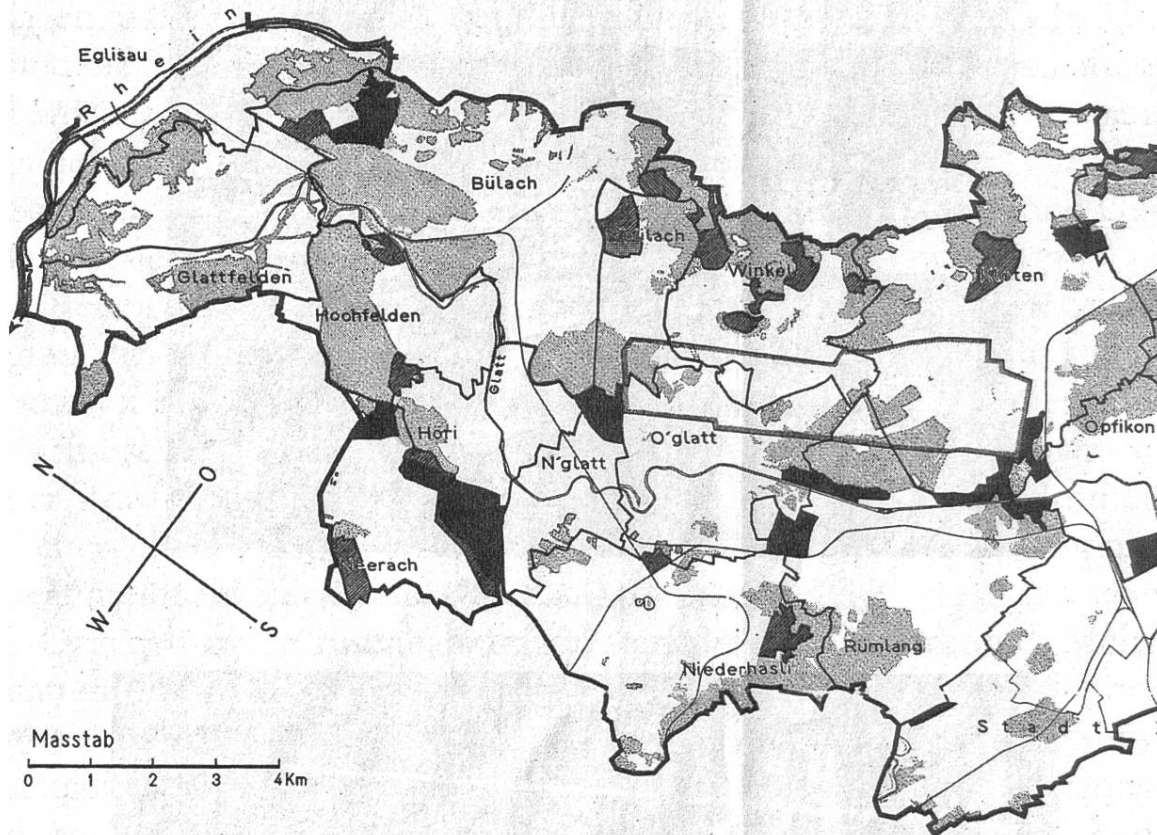 Rhein
Eglisau
Bülach
Winkel
Glattfelden
Hochfelden
Glatt
Opfikon
Höri
O'glatt
N'glatt
N
O
W
S
Rümlang
Niederhasli
Stadt
Masstab
0 1 2 3 4 Km